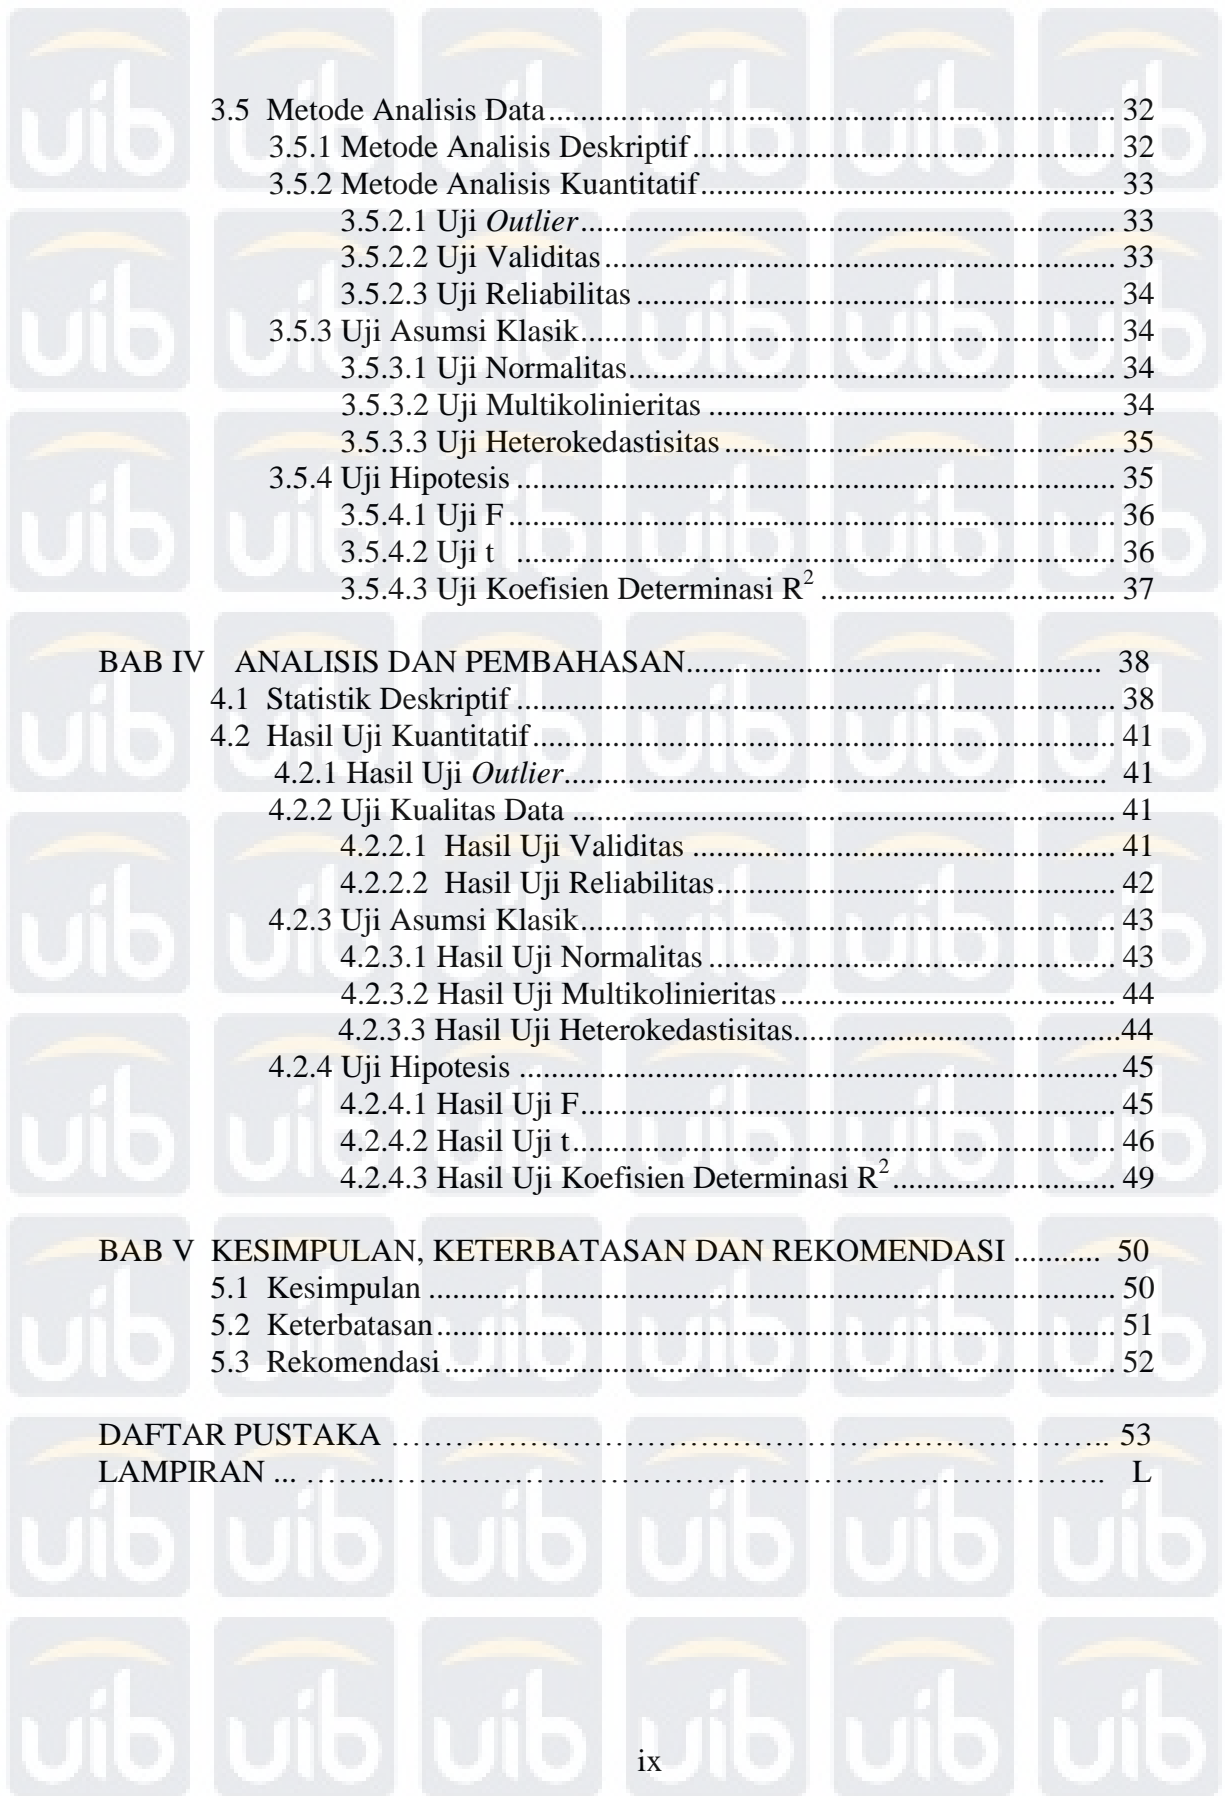 3.5 Metode Analisis Data........................................................................ 32
3.5.1 Metode Analisis Deskriptif..................................................... 32
3.5.2 Metode Analisis Kuantitatif.................................................... 33
3.5.2.1 Uji Outlier................................................................... 33
3.5.2.2 Uji Validitas................................................................ 33
3.5.2.3 Uji Reliabilitas............................................................ 34
3.5.3 Uji Asumsi Klasik................................................................... 34
3.5.3.1 Uji Normalitas............................................................. 34
3.5.3.2 Uji Multikolinieritas................................................... 34
3.5.3.3 Uji Heterokedastisitas................................................. 35
3.5.4 Uji Hipotesis........................................................................... 35
3.5.4.1 Uji F............................................................................ 36
3.5.4.2 Uji t ........................................................................... 36
3.5.4.3 Uji Koefisien Determinasi R² ..................................... 37
BAB IV ANALISIS DAN PEMBAHASAN.................................................... 38
4.1 Statistik Deskriptif........................................................................... 38
4.2 Hasil Uji Kuantitatif......................................................................... 41
4.2.1 Hasil Uji Outlier.................................................................... 41
4.2.2 Uji Kualitas Data.................................................................... 41
4.2.2.1 Hasil Uji Validitas..................................................... 41
4.2.2.2 Hasil Uji Reliabilitas.................................................. 42
4.2.3 Uji Asumsi Klasik................................................................... 43
4.2.3.1 Hasil Uji Normalitas................................................... 43
4.2.3.2 Hasil Uji Multikolinieritas.......................................... 44
4.2.3.3 Hasil Uji Heterokedastisitas.........................................44
4.2.4 Uji Hipotesis........................................................................... 45
4.2.4.1 Hasil Uji F................................................................... 45
4.2.4.2 Hasil Uji t.................................................................... 46
4.2.4.3 Hasil Uji Koefisien Determinasi R² ............................ 49
BAB V KESIMPULAN, KETERBATASAN DAN REKOMENDASI ........... 50
5.1 Kesimpulan...................................................................................... 50
5.2 Keterbatasan..................................................................................... 51
5.3 Rekomendasi.................................................................................... 52
DAFTAR PUSTAKA ……………………………………………………………….. 53
LAMPIRAN ... ……..……………………………………………………………….. L
ix